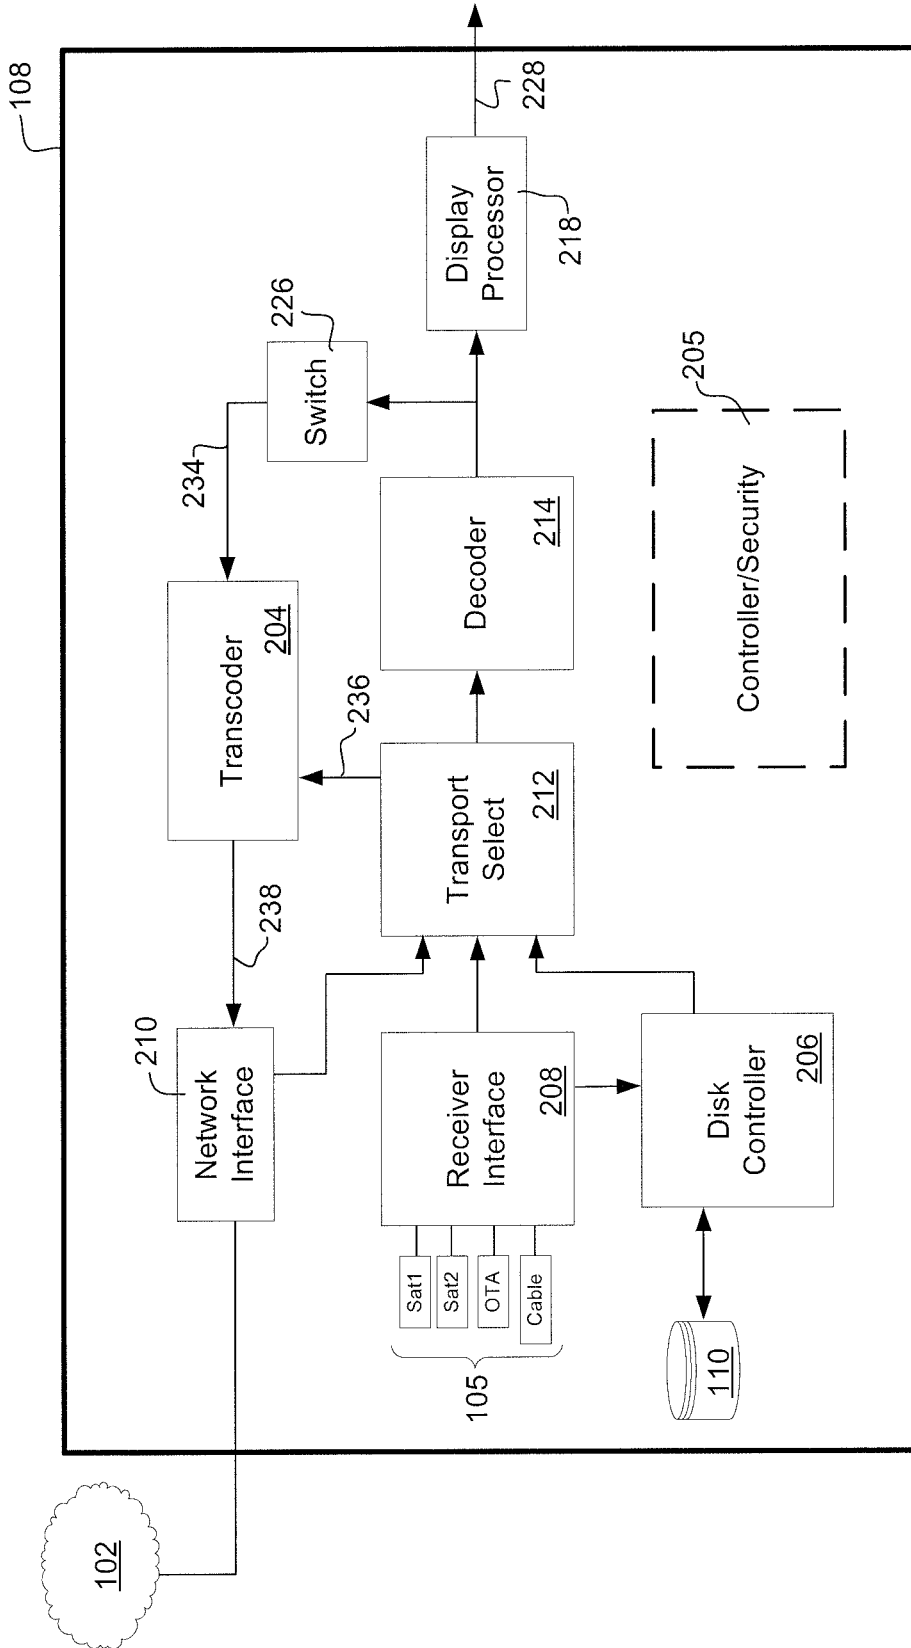 108
102
210
Network
Interface
238
Transcoder
204
234
Switch
226
236
Sat1
Sat2
OTA
Cable
105
Receiver
Interface
208
Transport
Select
212
Decoder
214
Display
Processor
218
228
110
Disk
Controller
206
Controller/Security
205